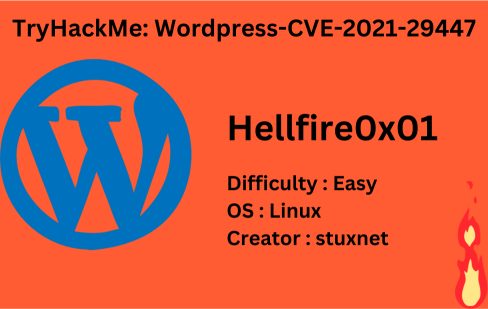 TryHackMe: Wordpress-CVE-2021-29447
Hellfire0x01
Difficulty : Easy
OS : Linux
Creator : stuxnet